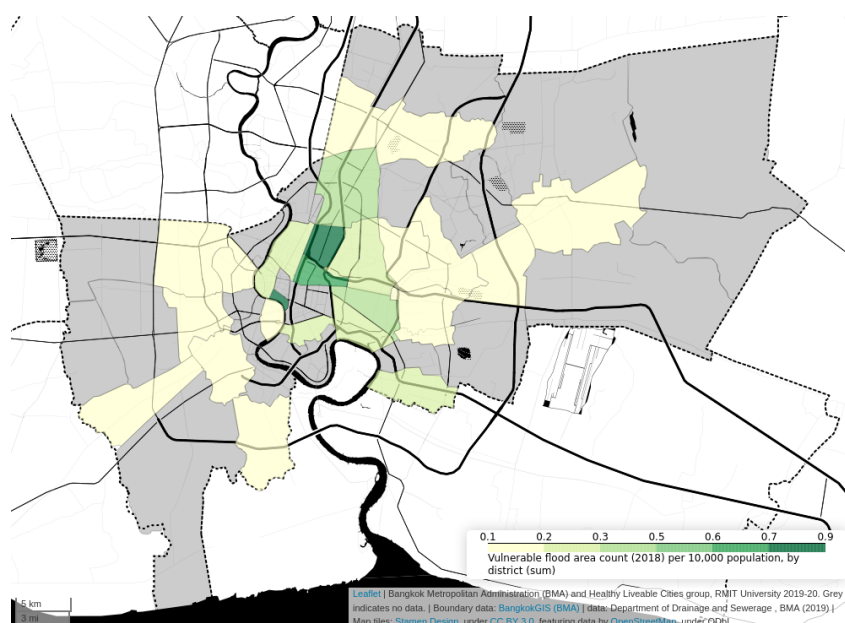 0.1 0.2 0.3 0.5 0.6 0.7 0.9
Vulnerable flood area count (2018) per 10,000 population, by
district (sum)
5 km
3 mi
Leaflet | Bangkok Metropolitan Administration (BMA) and Healthy Liveable Cities group, RMIT University 2019-20. Grey
indicates no data. | Boundary data: BangkokGIS (BMA) | data: Department of Drainage and Sewerage , BMA (2019) |
Map tiles: Stamen Design, under CC BY 3.0, featuring data by OpenStreetMap, under ODbL